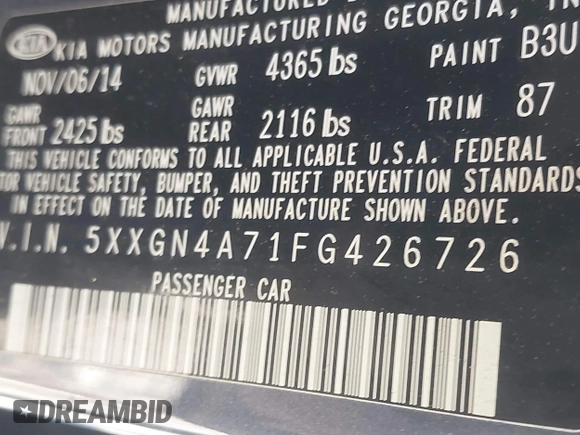 MANUFACTURED
KIA KIA MOTORS MANUFACTURING GEORGIA,
NOV/06/14 GVWR 4365 lbs PAINT B3U
GAWR FRONT 2425 lbs GAWR REAR 2116 lbs TRIM 87
THIS VEHICLE CONFORMS TO ALL APPLICABLE U.S.A. FEDERAL
VEHICLE SAFETY, BUMPER, AND THEFT PREVENTION STANDARDS
IN EFFECT ON THE DATE OF MANUFACTURE SHOWN ABOVE.
V.I.N. 5XXGN4A71FG426726
PASSENGER CAR
DREAMBID